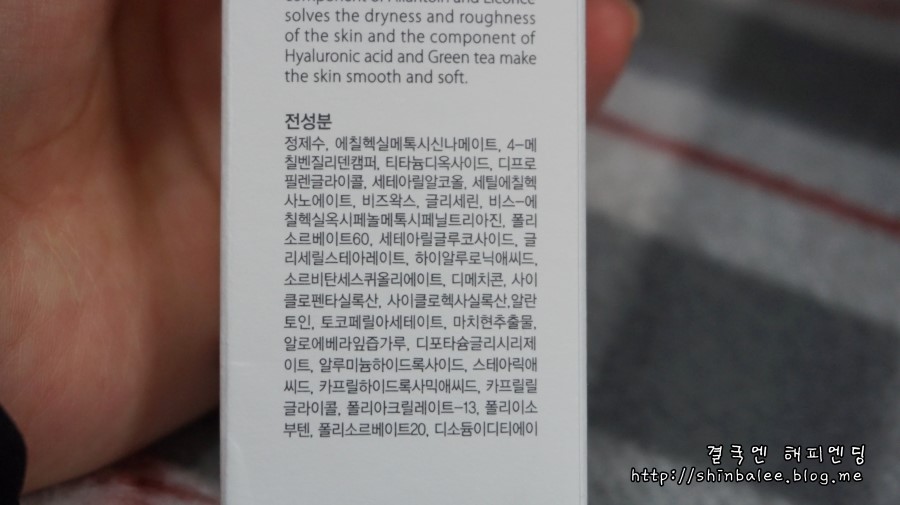 component of Allantoin and Licorice
solves the dryness and roughness
of the skin and the component of
Hyaluronic acid and Green tea make
the skin smooth and soft.
전성분
정제수, 에칠헥실메톡시신나메이트, 4-메
칠벤질리덴캠퍼, 티타늄디옥사이드, 디프로
필렌글라이콜, 세테아릴알코올, 세틸에칠헥
사노에이트, 비즈왁스, 글리세린, 비스-에
칠헥실옥시페놀메톡시페닐트리아진, 폴리
소르베이트60, 세테아릴글루코사이드, 글
리세릴스테아레이트, 하이알루로닉애씨드,
소르비탄세스퀴올리에이트, 디메치콘, 사이
클로펜타실록산, 사이클로헥사실록산,알란
토인, 토코페릴아세테이트, 마치현추출물,
알로에베라잎즙가루, 디포타슘글리시리제
이트, 알루미늄하이드록사이드, 스테아릭애
씨드, 카프릴하이드록사믹애씨드, 카프릴릴
글라이콜, 폴리아크릴레이트-13, 폴리이소
부텐, 폴리소르베이트20, 디소듐이디티에이
결국엔 해피엔딩
http://shinbalee.blog.me